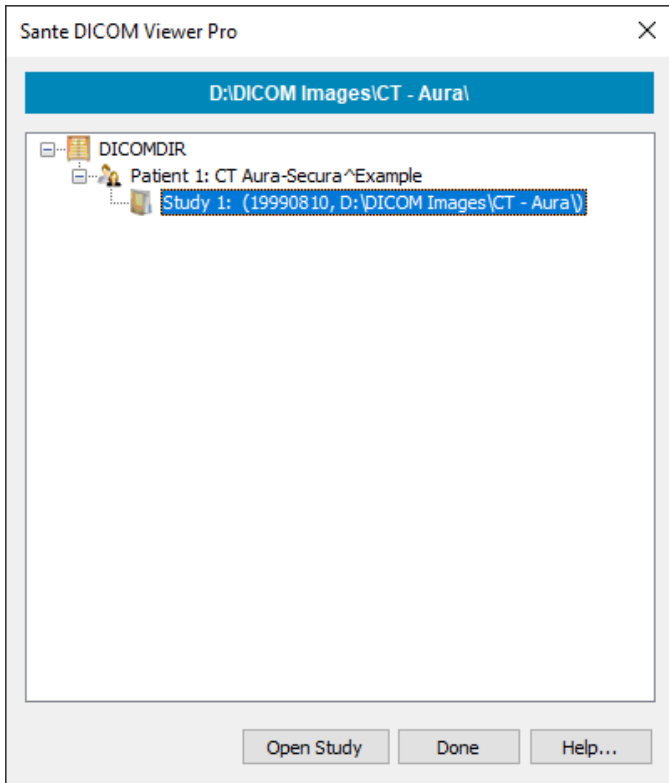 Sante DICOM Viewer Pro
D:\DICOM Images\CT - Aura\
DICOMDIR
Patient 1: CT Aura-Secura^Example
Study 1: (19990810, D:\DICOM Images\CT - Aura\)
Open Study
Done
Help...